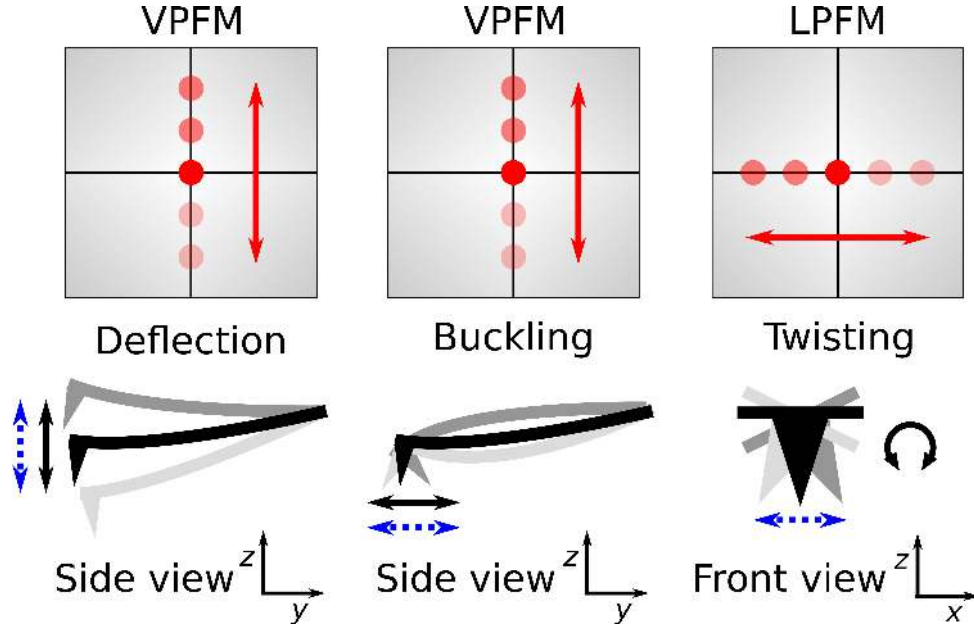 VPFM VPFM LPFM
Deflection Buckling Twisting
Side view z y Side view z y Front view z x